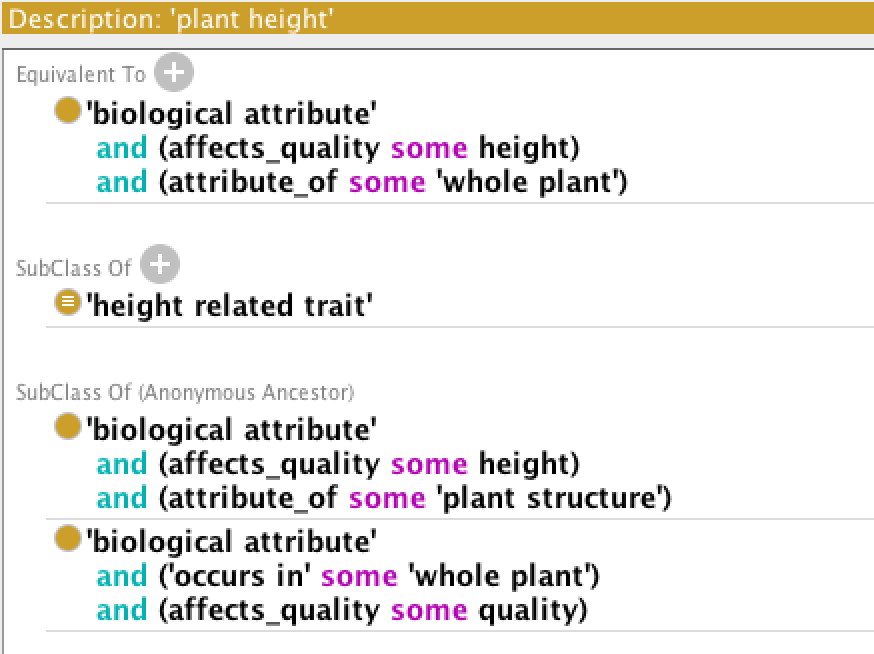 Description: 'plant height'
Equivalent To
'biological attribute'
and (affects_quality some height)
and (attribute_of some 'whole plant')
SubClass Of
'height related trait'
SubClass Of (Anonymous Ancestor)
'biological attribute'
and (affects_quality some height)
and (attribute_of some 'plant structure')
'biological attribute'
and ('occurs in' some 'whole plant')
and (affects_quality some quality)